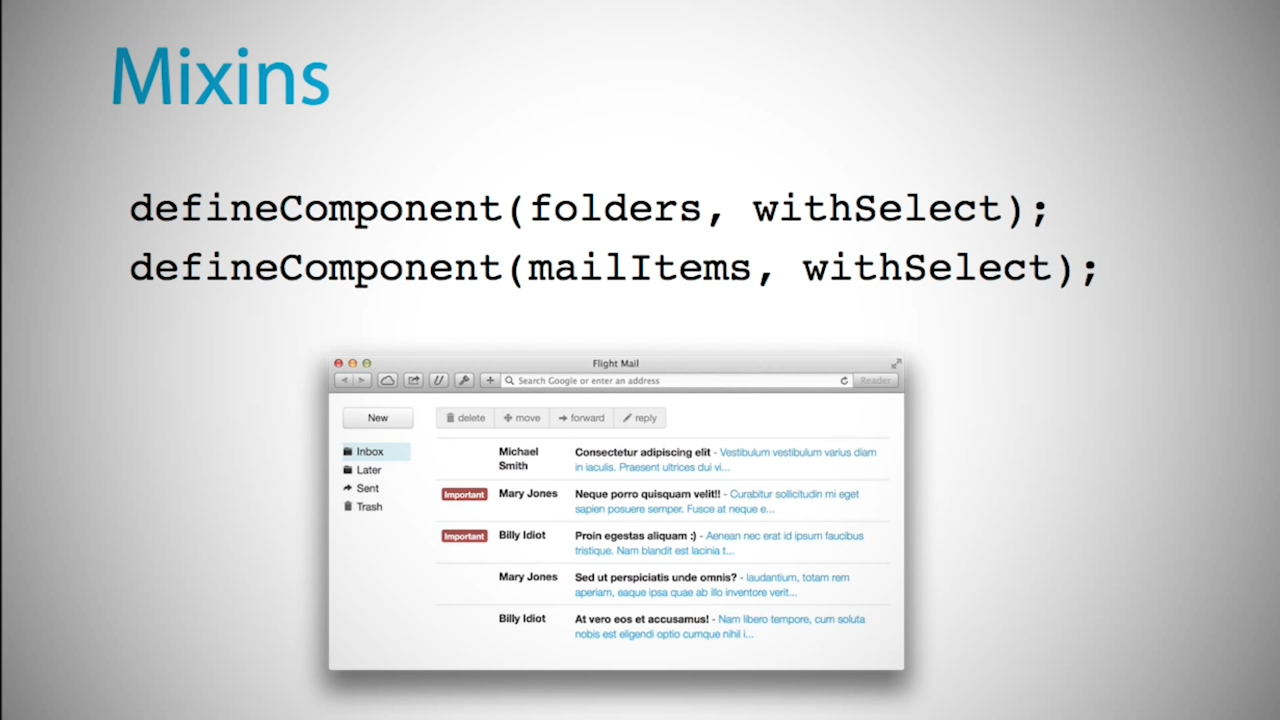 Mixins
defineComponent(folders, withSelect);
defineComponent(mailItems, withSelect);
Flight Mail
Search Google or enter an address
Reader
New
delete
move
forward
reply
Inbox
Later
Sent
Trash
Michael
Smith
Consectetur adipiscing elit - Vestibulum vestibulum varius diam
in iaculis. Praesent ultrices dui vi...
Important
Mary Jones
Neque porro quisquam velit!! - Curabitur sollicitudin mi eget
sapien posuere semper. Fusce at neque e...
Important
Billy Idiot
Proin egestas aliquam :) - Aenean nec erat id ipsum faucibus
tristique. Nam blandit est lacinia t...
Mary Jones
Sed ut perspiciatis unde omnis? - laudantium, totam rem
aperiam, eaque ipsa quae ab illo inventore verit...
Billy Idiot
At vero eos et accusamus! - Nam libero tempore, cum soluta
nobis est eligendi optio cumque nihil i...